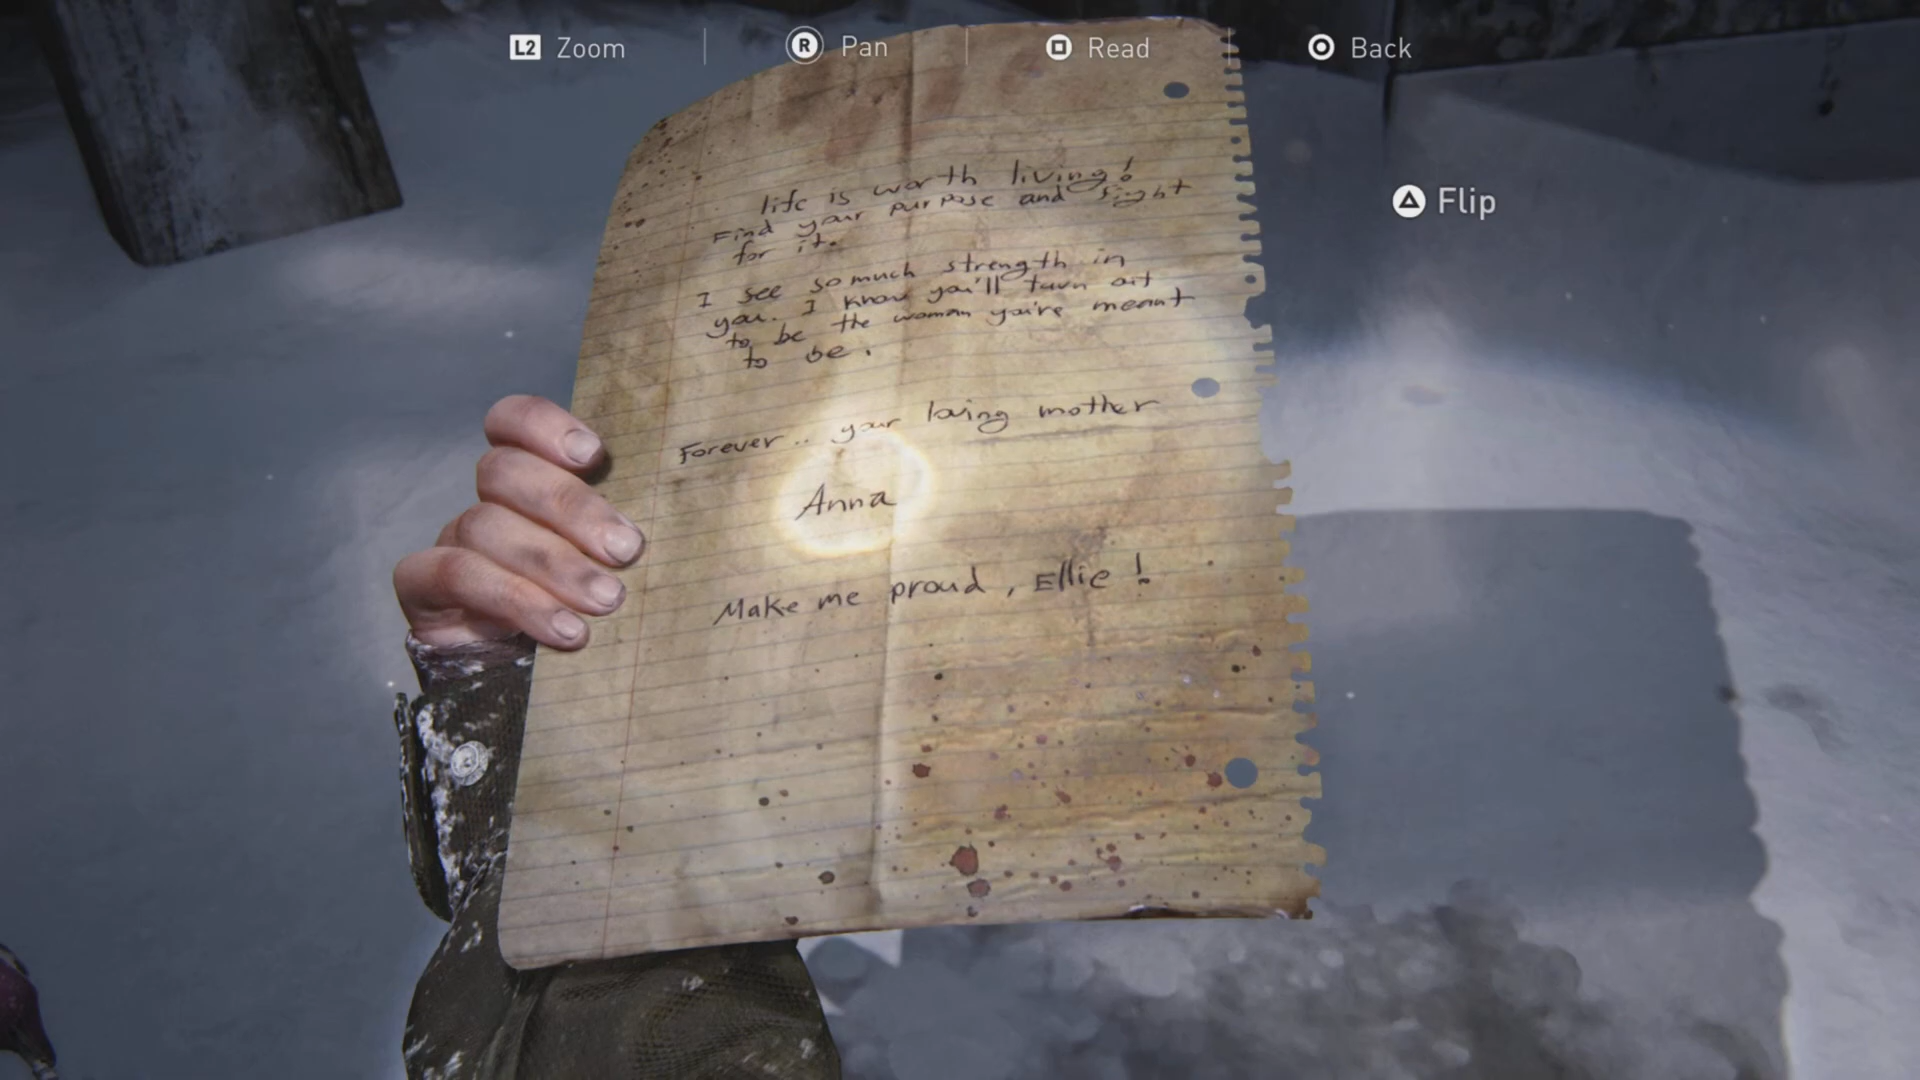 L2 Zoom R Pan Read Back
Flip
life is worth living!
Find your purpose and fight
for it.
I see so much strength in
you. I know you'll turn out
to be the woman you're meant
to be.
Forever.. your loving mother
Anna
Make me proud, Ellie!